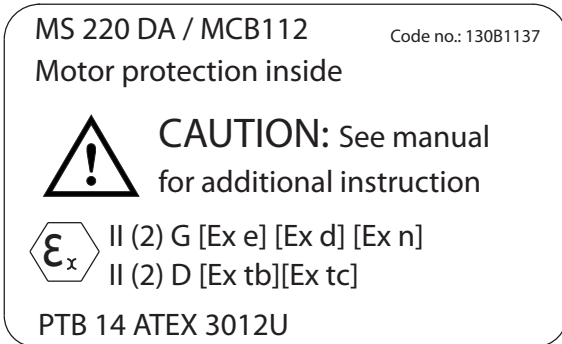 MS 220 DA / MCB112
Code no.: 130B1137
Motor protection inside
CAUTION: See manual
for additional instruction
II (2) G [Ex e] [Ex d] [Ex n]
II (2) D [Ex tb][Ex tc]
PTB 14 ATEX 3012U